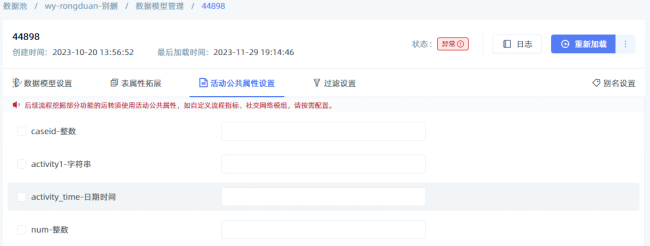 数据池 / wy-rongduan-别删 / 数据模型管理 / 44898
44898
创建时间：2023-10-20 13:56:52 最后加载时间：2023-11-29 19:14:46
状态： 异常 日志 重新加载
数据模型设置 表属性拓展 活动公共属性设置 过滤设置 别名设置
后续流程挖掘部分功能的运转须使用活动公共属性，如自定义流程指标、社交网络模组，请按需配置。
caseid-整数
activity1-字符串
activity_time-日期时间
num-整数